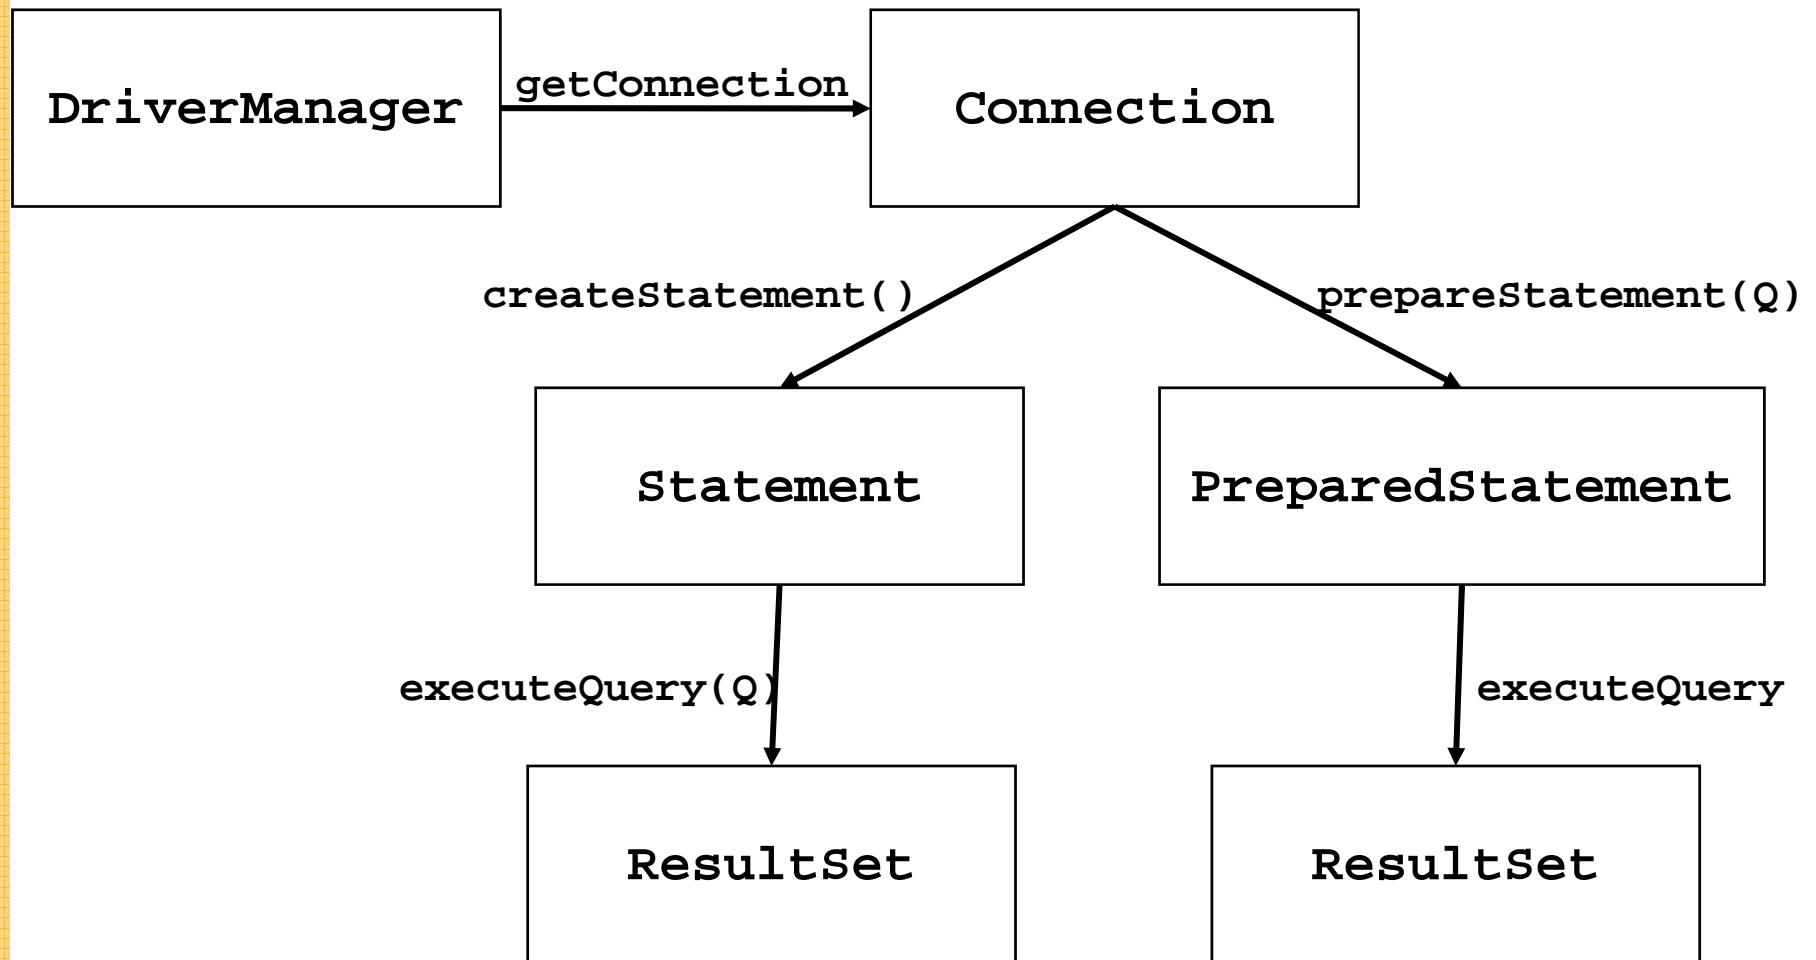 getConnection
DriverManager
Connection
createStatement()
prepareStatement(Q)
Statement
PreparedStatement
executeQuery(Q)
executeQuery
ResultSet
ResultSet